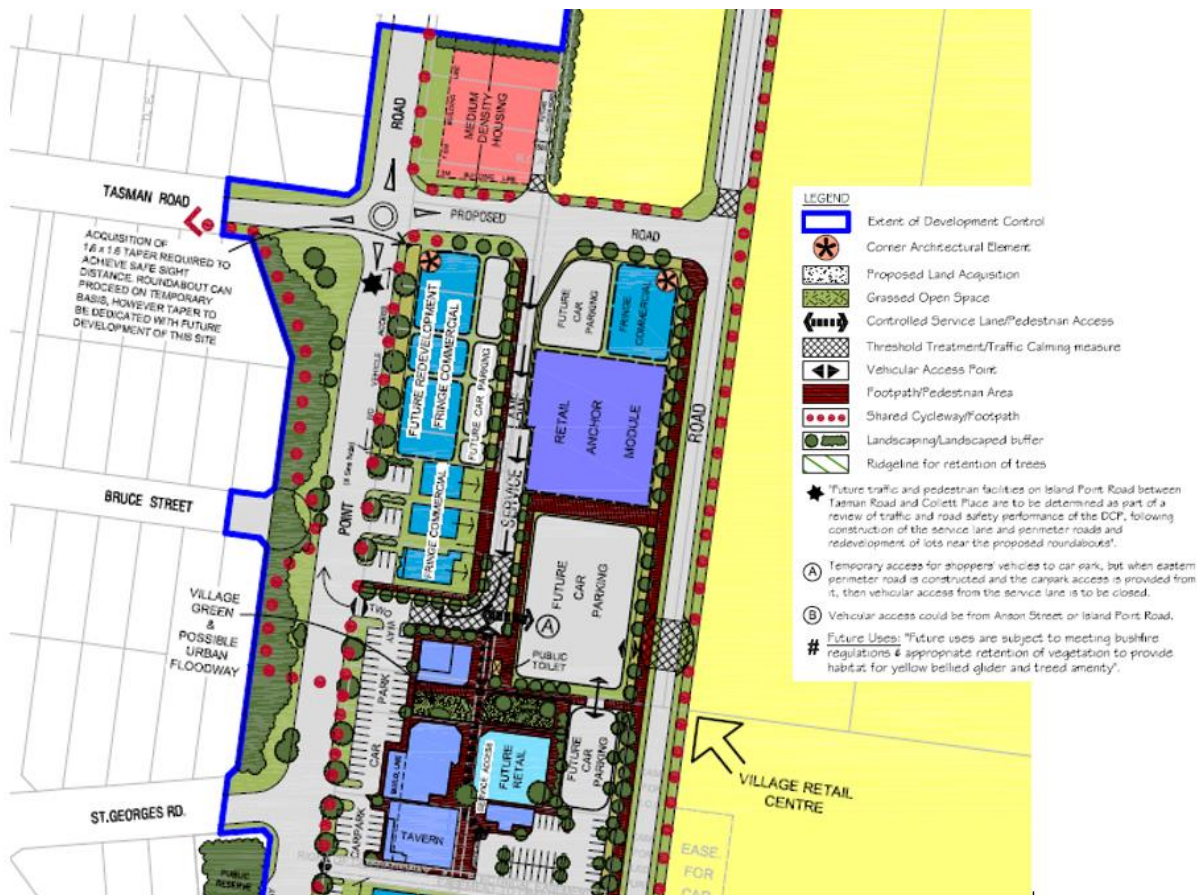 ROAD
MEDIUM
DENSITY
HOUSING
BUILDING LINE
TASMAN ROAD
PROPOSED
ROAD
ACQUISITION OF
1.6 x 1.6 TAPER REQUIRED TO
ACHIEVE SAFE SIGHT
DISTANCE. ROUNDABOUT CAN
PROCEED ON TEMPORARY
BASIS, HOWEVER TAPER TO
BE DEDICATED WITH FUTURE
DEVELOPMENT OF THIS SITE
VEHICLE ACCESS
FUTURE REDEVELOPMENT
FRINGE COMMERCIAL
FUTURE CAR PARKING
FUTURE
CAR
PARKING
FRINGE
COMMERCIAL
RETAIL
ANCHOR
MODULE
ROAD
SERVICE LANE
BRUCE STREET
POINT
FRINGE COMMERCIAL
FUTURE
CAR
PARKING
VILLAGE
GREEN
&
POSSIBLE
URBAN
FLOODWAY
TWO
WAY
A
PUBLIC
TOILET
CAR PARK
SERVICE ACCESS
FUTURE
RETAIL
FUTURE
CAR
PARKING
VILLAGE RETAIL
CENTRE
ST.GEORGES RD.
CARPARK
TAVERN
PUBLIC
RESERVE
EASE.
FOR
CAR
LEGEND
Extent of Development Control
Corner Architectural Element
Proposed Land Acquisition
Grassed Open Space
Controlled Service Lane/Pedestrian Access
Threshold Treatment/Traffic Calming measure
Vehicular Access Point
Footpath/Pedestrian Area
Shared Cycleway/Footpath
Landscaping/Landscaped buffer
Ridgeline for retention of trees
"Future traffic and pedestrian facilities on Island Point Road between
Tasman Road and Collett Place are to be determined as part of a
review of traffic and road safety performance of the DCP, following
construction of the service lane and perimeter roads and
redevelopment of lots near the proposed roundabouts".
A Temporary access for shoppers' vehicles to car park, but when eastern
perimeter road is constructed and the carpark access is provided from
it, then vehicular access from the service lane is to be closed.
B Vehicular access could be from Anson Street or Island Point Road.
# Future Uses: "Future uses are subject to meeting bushfire
regulations & appropriate retention of vegetation to provide
habitat for yellow bellied glider and treed amenity".